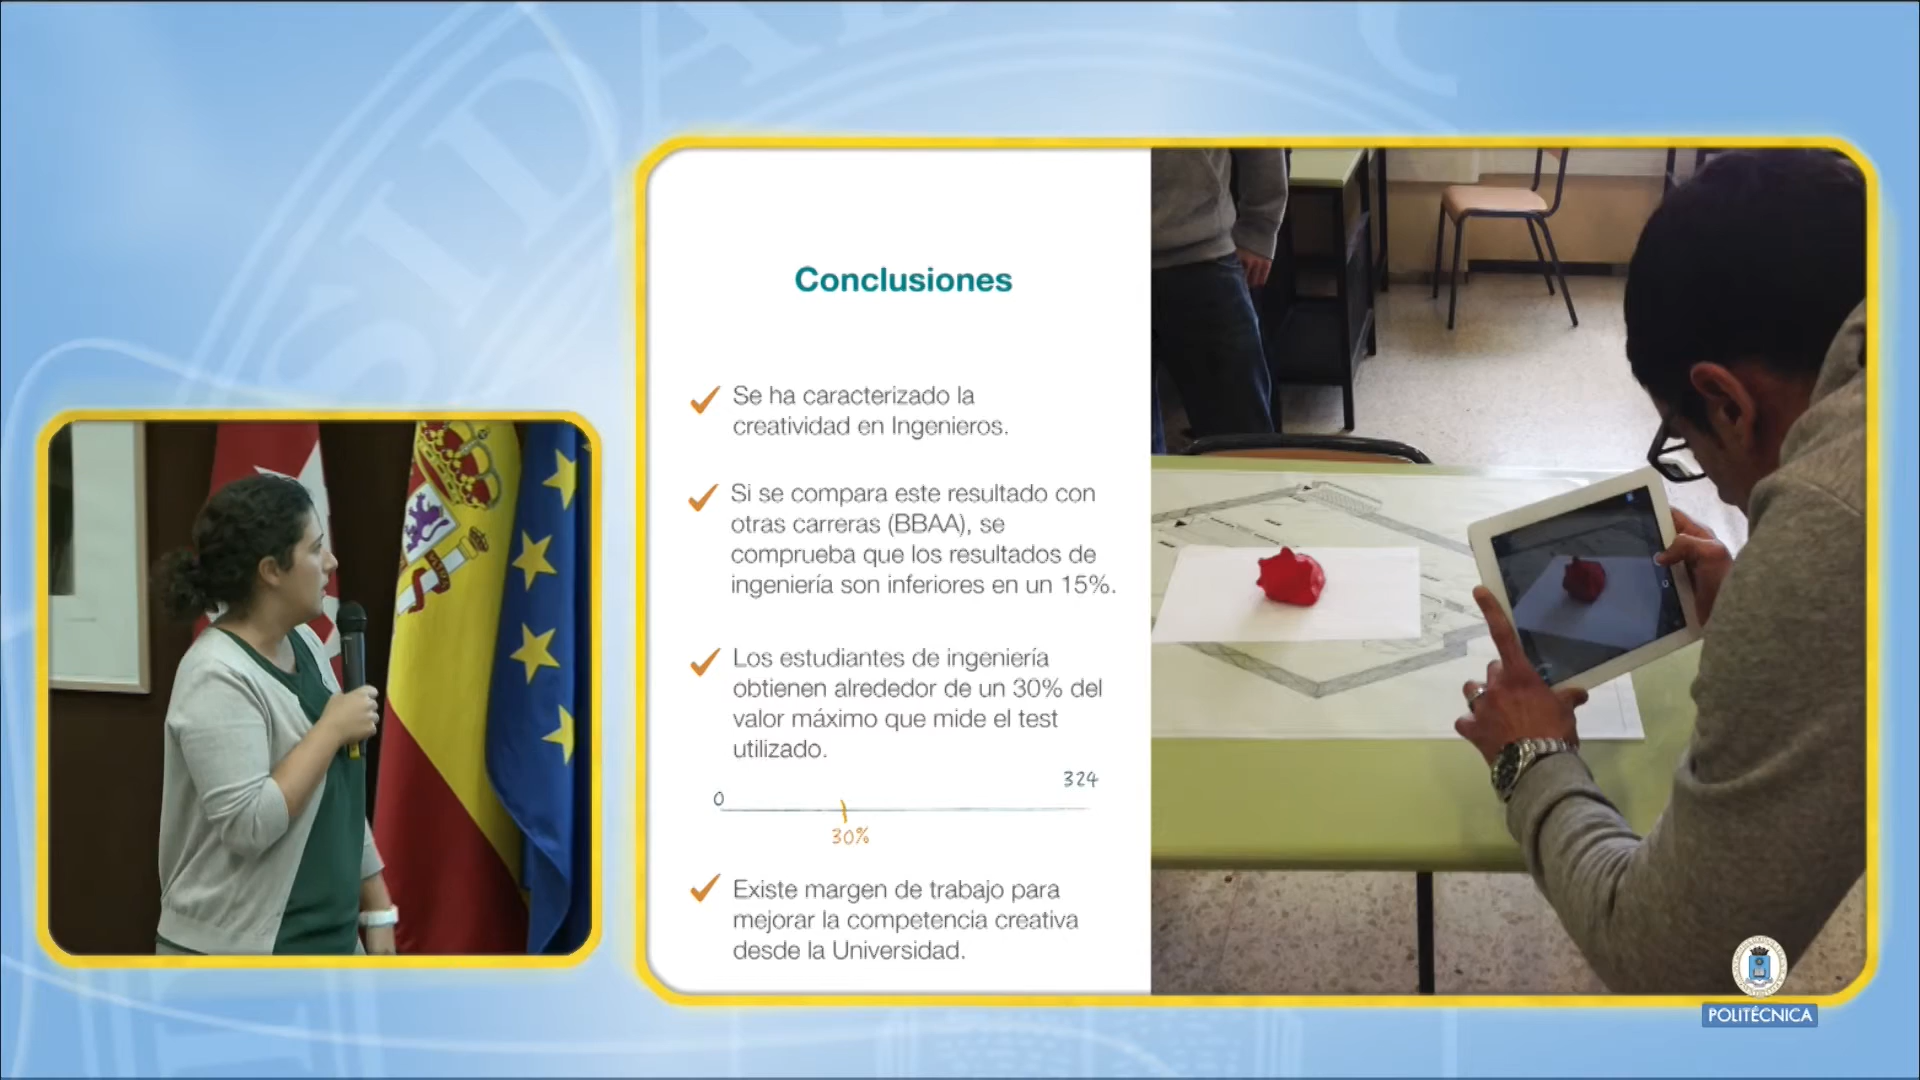 Conclusiones
Se ha caracterizado la
creatividad en Ingenieros.
Si se compara este resultado con
otras carreras (BBAA), se
comprueba que los resultados de
ingeniería son inferiores en un 15%.
Los estudiantes de ingeniería
obtienen alrededor de un 30% del
valor máximo que mide el test
utilizado.
0
324
30%
Existe margen de trabajo para
mejorar la competencia creativa
desde la Universidad.
POLITÉCNICA